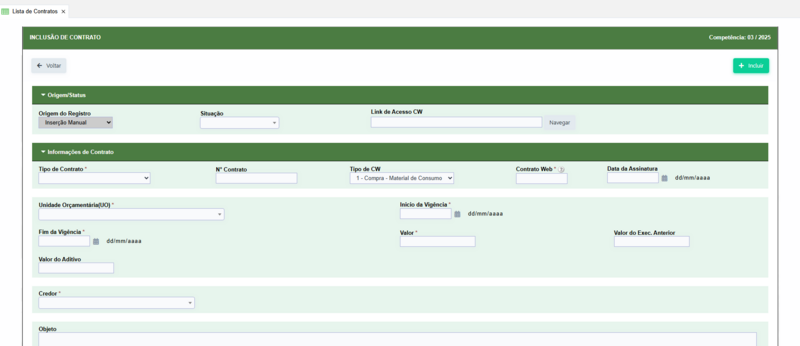 Lista de Contratos ×
INCLUSÃO DE CONTRATO Competência: 03 / 2025
Voltar + Incluir
Origem/Status
Origem do Registro Situação Link de Acesso CW
Inserção Manual Navegar
Informações de Contrato
Tipo de Contrato * N° Contrato Tipo de CW Contrato Web * Data da Assinatura
1 - Compra - Material de Consumo dd/mm/aaaa
Unidade Orçamentária(UO) * Início da Vigência *
dd/mm/aaaa
Fim da Vigência * Valor * Valor do Exec. Anterior
dd/mm/aaaa
Valor do Aditivo
Credor *
Objeto